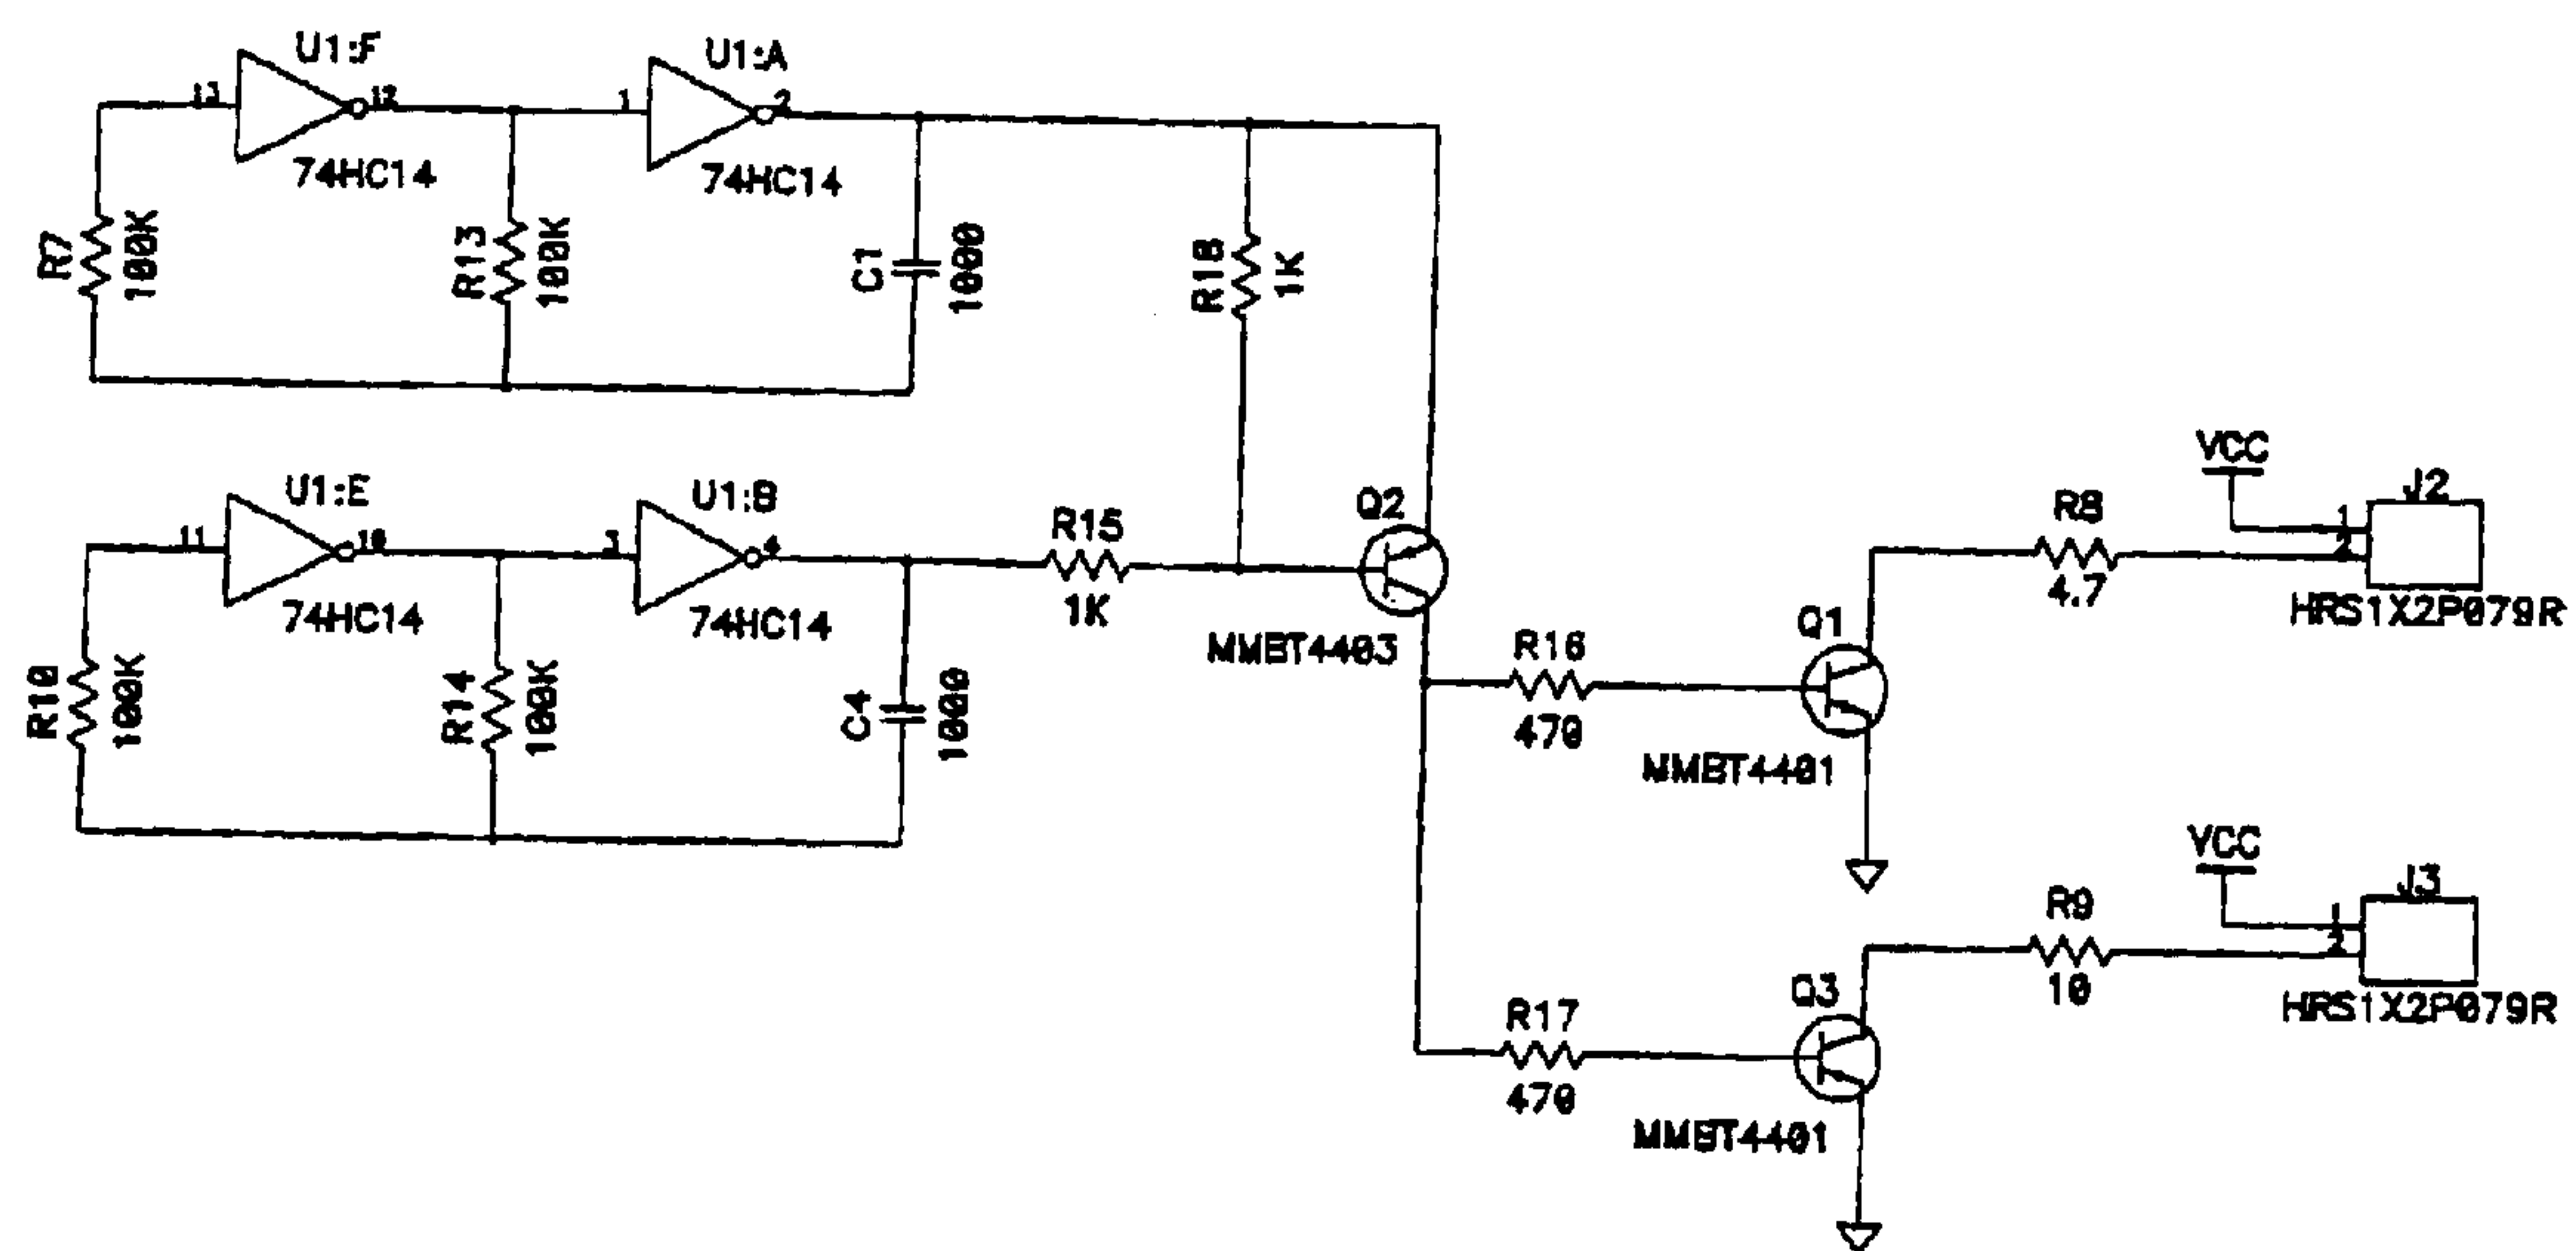 U1:F
13
12
74HC14
R7
100K
R13
100K
U1:A
1
2
74HC14
C1
1000
R18
1K
U1:E
11
10
74HC14
R10
100K
R14
100K
U1:B
3
4
74HC14
C4
1000
R15
1K
Q2
MMBT4403
R16
470
Q1
MMBT4401
R8
4.7
VCC
J2
1
2
HRS1X2P079R
R17
470
Q3
MMBT4401
R9
10
VCC
J3
1
2
HRS1X2P079R